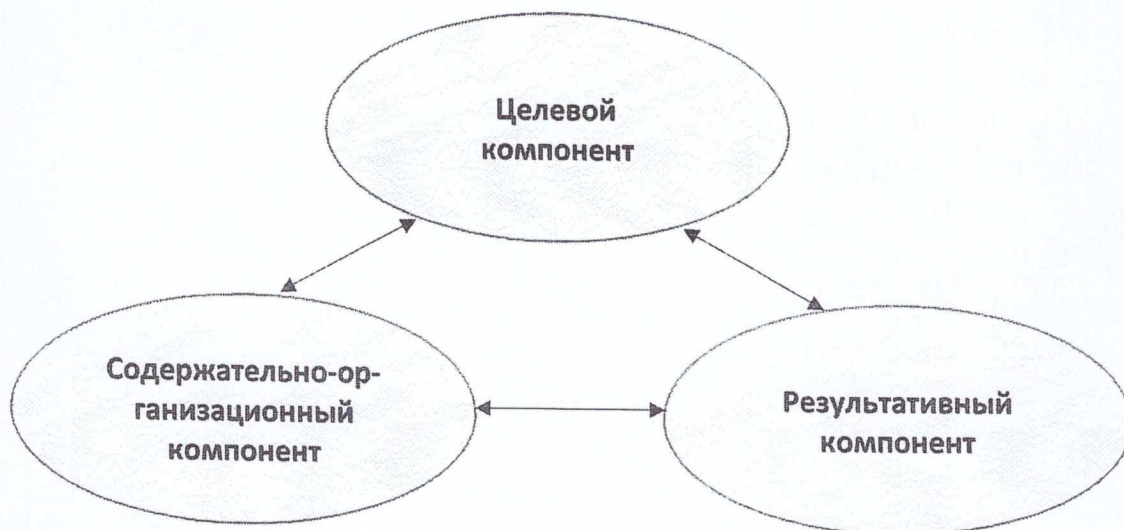 Целевой
компонент
Содержательно-ор-
ганизационный
компонент
Результативный
компонент